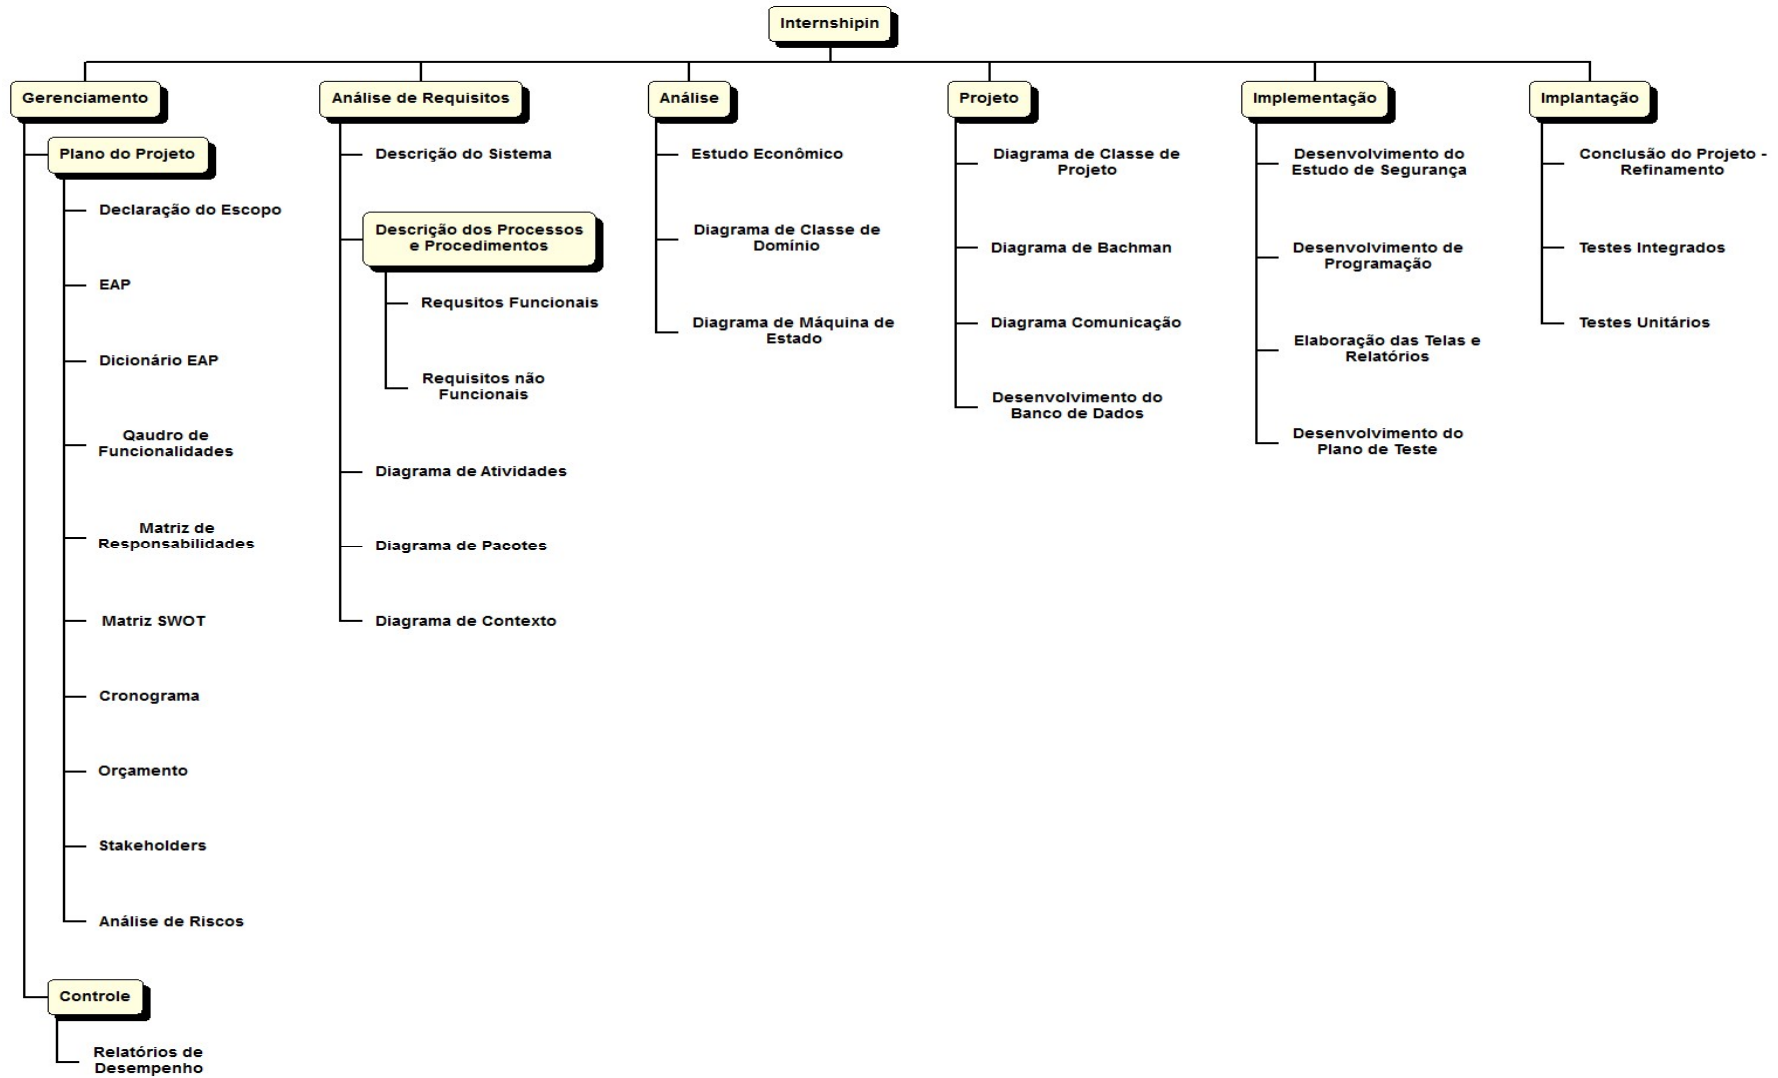 Internshipin
Gerenciamento
Plano do Projeto
Declaração do Escopo
EAP
Dicionário EAP
Qaudro de
Funcionalidades
Matriz de
Responsabilidades
Matriz SWOT
Cronograma
Orçamento
Stakeholders
Análise de Riscos
Controle
Relatórios de
Desempenho
Análise de Requisitos
Descrição do Sistema
Descrição dos Processos
e Procedimentos
Requsitos Funcionais
Requisitos não
Funcionais
Diagrama de Atividades
Diagrama de Pacotes
Diagrama de Contexto
Análise
Estudo Econômico
Diagrama de Classe de
Domínio
Diagrama de Máquina de
Estado
Projeto
Diagrama de Classe de
Projeto
Diagrama de Bachman
Diagrama Comunicação
Desenvolvimento do
Banco de Dados
Implementação
Desenvolvimento do
Estudo de Segurança
Desenvolvimento de
Programação
Elaboração das Telas e
Relatórios
Desenvolvimento do
Plano de Teste
Implantação
Conclusão do Projeto -
Refinamento
Testes Integrados
Testes Unitários